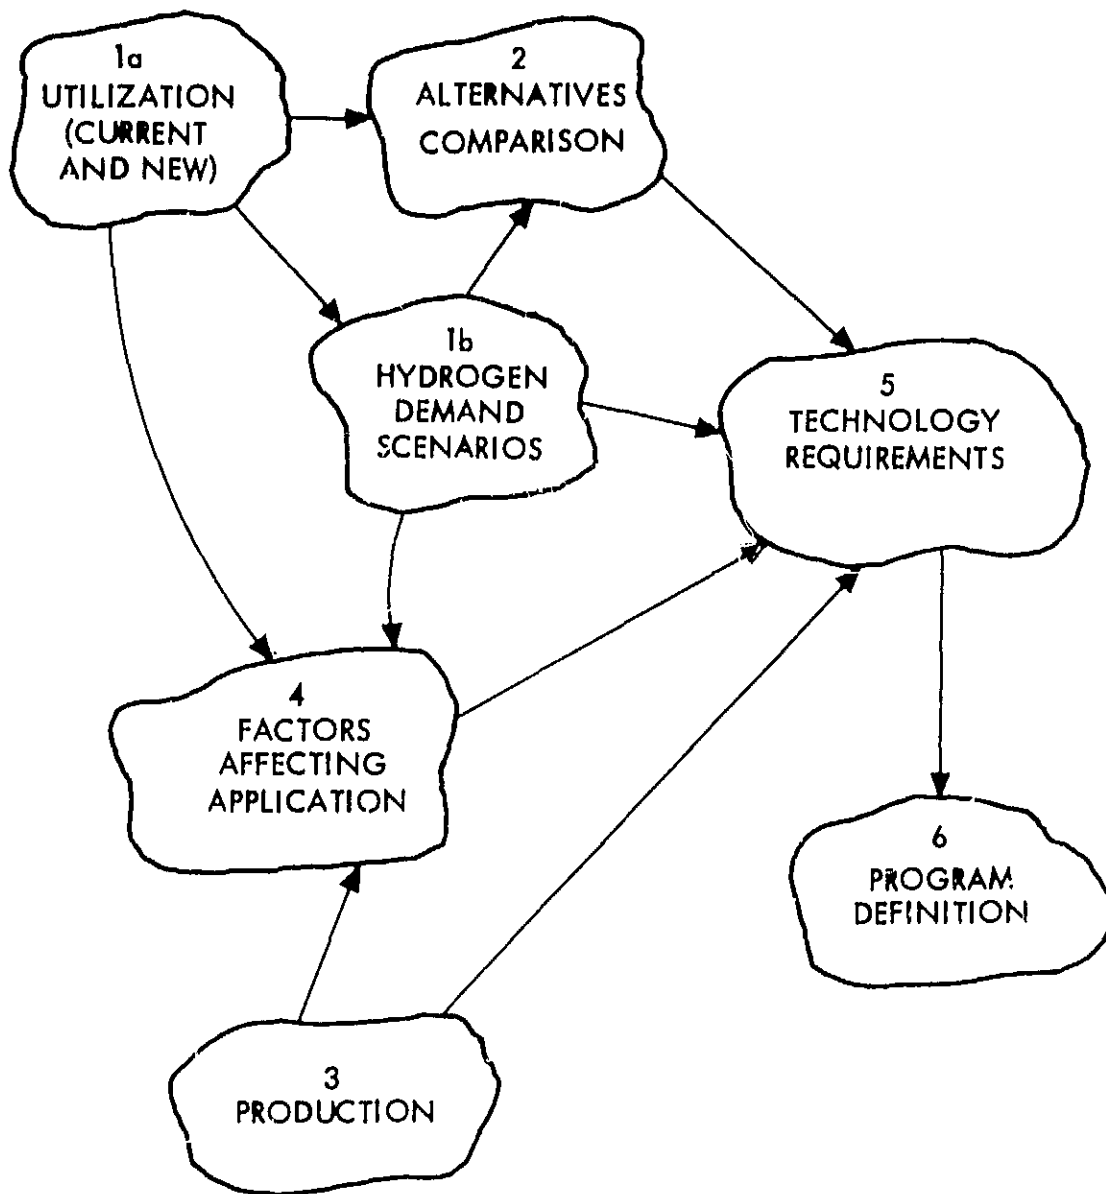 1a
UTILIZATION
(CURRENT
AND NEW)
2
ALTERNATIVES
COMPARISON
1b
HYDROGEN
DEMAND
SCENARIOS
5
TECHNOLOGY
REQUIREMENTS
4
FACTORS
AFFECTING
APPLICATION
6
PROGRAM
DEFINITION
3
PRODUCTION